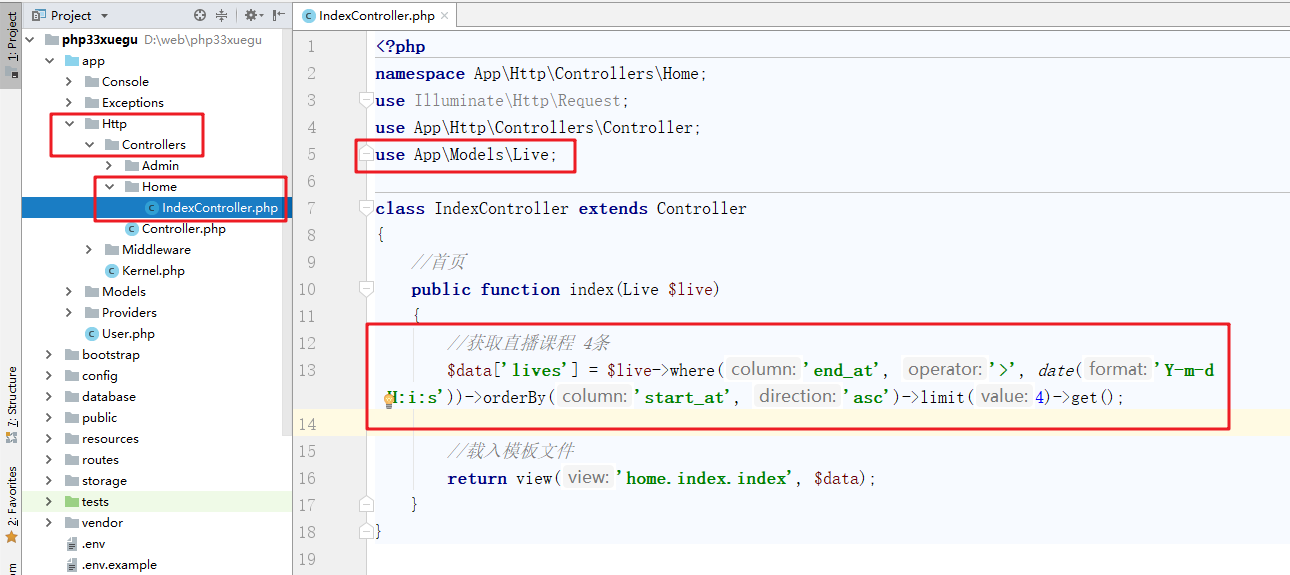 Project
IndexController.php
1: Project
7: Structure
2: Favorites
php33xuegu D:\web\php33xuegu
app
Console
Exceptions
Http
Controllers
Admin
Home
IndexController.php
Controller.php
Middleware
Kernel.php
Models
Providers
User.php
bootstrap
config
database
public
resources
routes
storage
tests
vendor
.env
.env.example
1 <?php
2 namespace App\Http\Controllers\Home;
3 use Illuminate\Http\Request;
4 use App\Http\Controllers\Controller;
5 use App\Models\Live;
6
7 class IndexController extends Controller
8 {
9 //首页
10 public function index(Live $live)
11 {
12 //获取直播课程 4条
13 $data['lives'] = $live->where( column: 'end_at', operator: '>', date( format: 'Y-m-d
H:i:s'))->orderBy( column: 'start_at', direction: 'asc')->limit( value: 4)->get();
14
15 //载入模板文件
16 return view( view: 'home.index.index', $data);
17 }
18 }
19